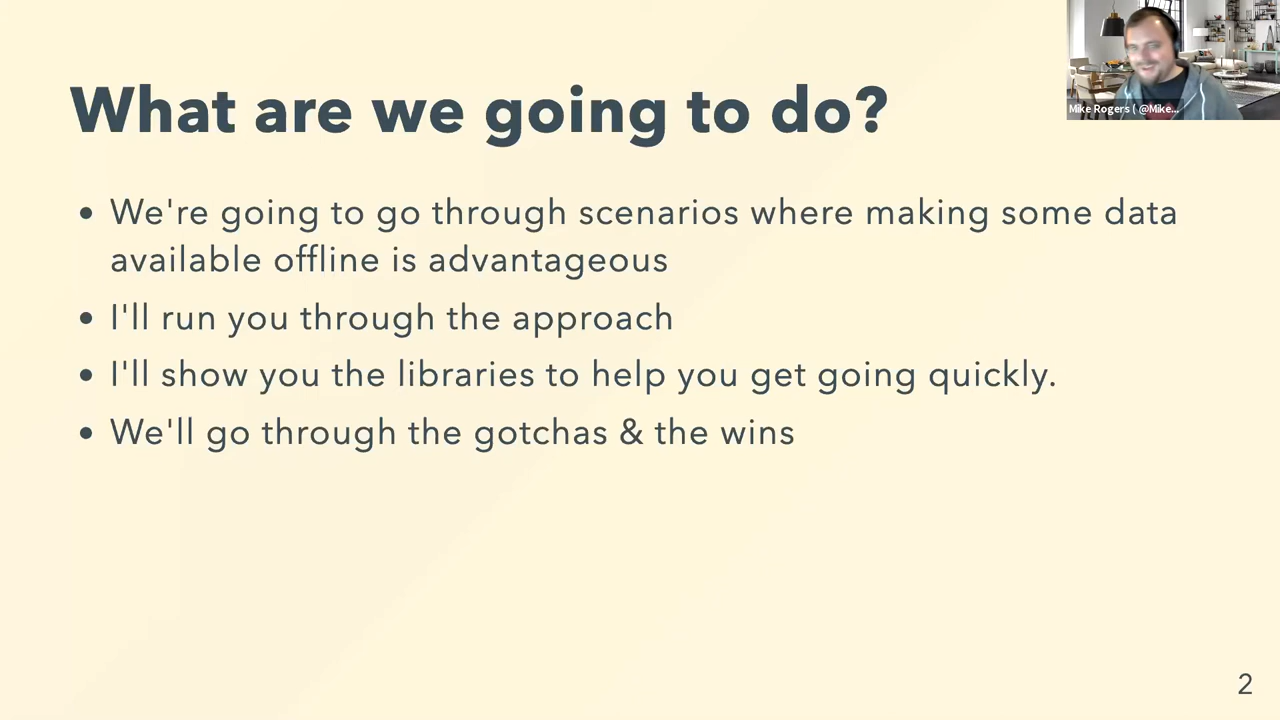 What are we going to do?
Mike Rogers ( @Mike...
• We're going to go through scenarios where making some data
available offline is advantageous
• I'll run you through the approach
• I'll show you the libraries to help you get going quickly.
• We'll go through the gotchas & the wins
2